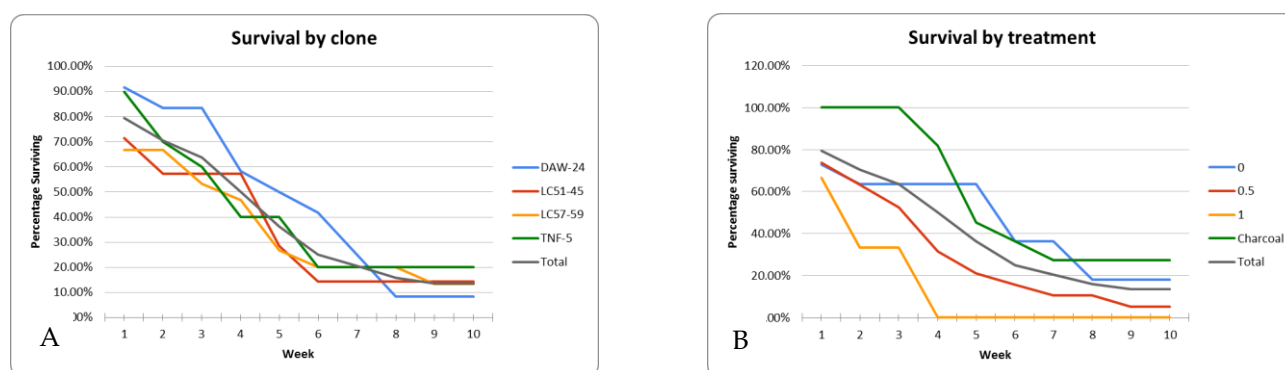 Survival by clone
100.00%
90.00%
80.00%
70.00%
60.00%
50.00%
40.00%
30.00%
20.00%
10.00%
00%
Percentage Surviving
1 2 3 4 5 6 7 8 9 10
Week
DAW-24
LC51-45
LC57-59
TNF-5
Total
A
Survival by treatment
120.00%
100.00%
80.00%
60.00%
40.00%
20.00%
.00%
Percentage surviving
1 2 3 4 5 6 7 8 9 10
Week
0
0.5
1
Charcoal
Total
B